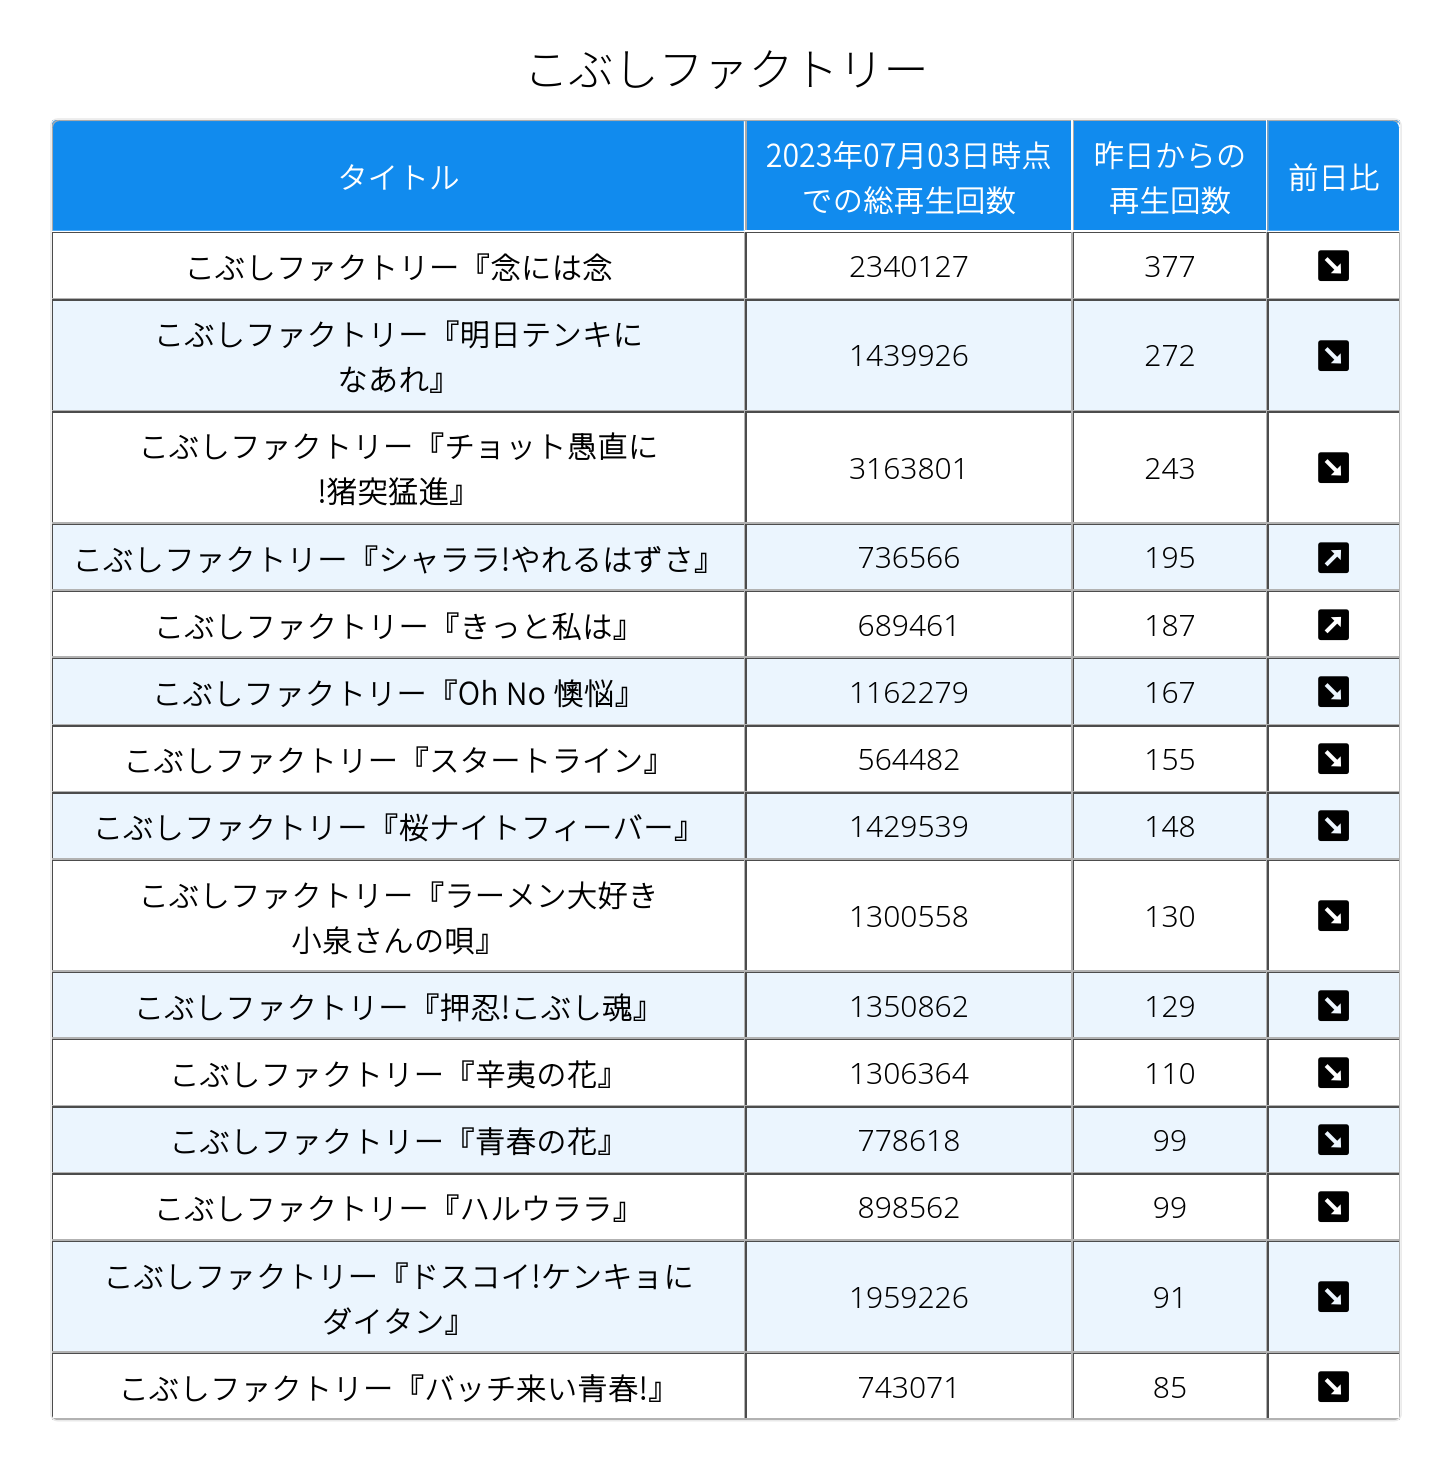 こぶしファクトリー
タイトル
2023年07月03日時点
での総再生回数
昨日からの
再生回数
前日比
こぶしファクトリー『念には念
2340127
377
こぶしファクトリー『明日テンキに
なあれ』
1439926
272
こぶしファクトリー『チョット愚直に
!猪突猛進』
3163801
243
こぶしファクトリー『シャララ!やれるはずさ』
736566
195
こぶしファクトリー『きっと私は』
689461
187
こぶしファクトリー『Oh No 懊悩』
1162279
167
こぶしファクトリー『スタートライン』
564482
155
こぶしファクトリー『桜ナイトフィーバー』
1429539
148
こぶしファクトリー『ラーメン大好き
小泉さんの唄』
1300558
130
こぶしファクトリー『押忍!こぶし魂』
1350862
129
こぶしファクトリー『辛夷の花』
1306364
110
こぶしファクトリー『青春の花』
778618
99
こぶしファクトリー『ハルウララ』
898562
99
こぶしファクトリー『ドスコイ!ケンキョに
ダイタン』
1959226
91
こぶしファクトリー『バッチ来い青春!』
743071
85